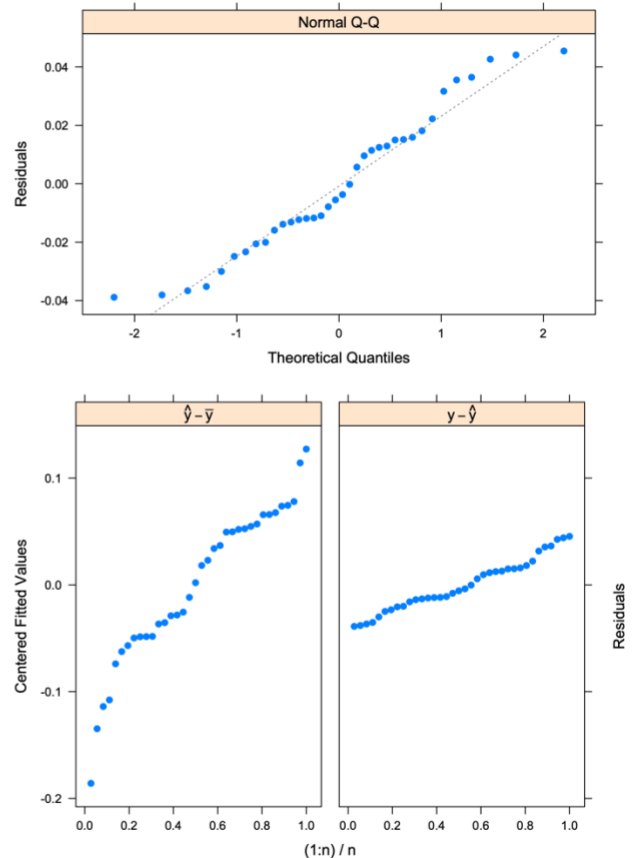 Normal Q-Q
0.04
0.02
0.00
-0.02
-0.04
Residuals
-2 -1 0 1 2
Theoretical Quantiles
ŷ – ȳ
y – ŷ
0.1
0.0
-0.1
-0.2
Centered Fitted Values
Residuals
0.0 0.2 0.4 0.6 0.8 1.0
0.0 0.2 0.4 0.6 0.8 1.0
(1:n) / n